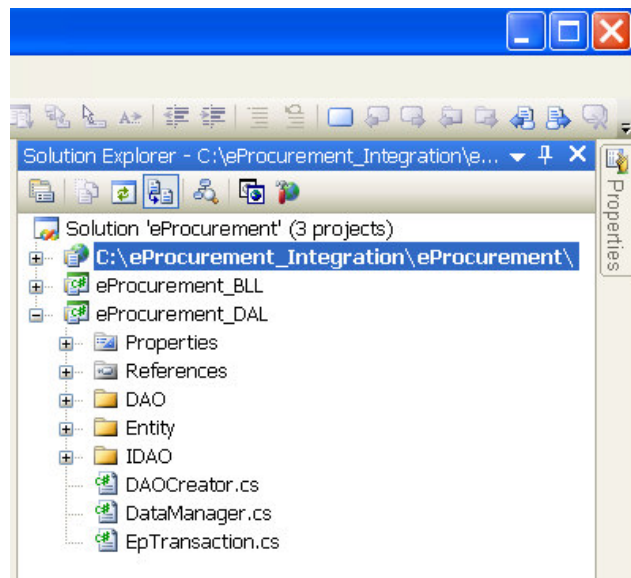 Solution Explorer - C:\eProcurement_Integration\e...
Properties
Solution 'eProcurement' (3 projects)
C:\eProcurement_Integration\eProcurement\
eProcurement_BLL
eProcurement_DAL
Properties
References
DAO
Entity
IDAO
DAOCreator.cs
DataManager.cs
EpTransaction.cs